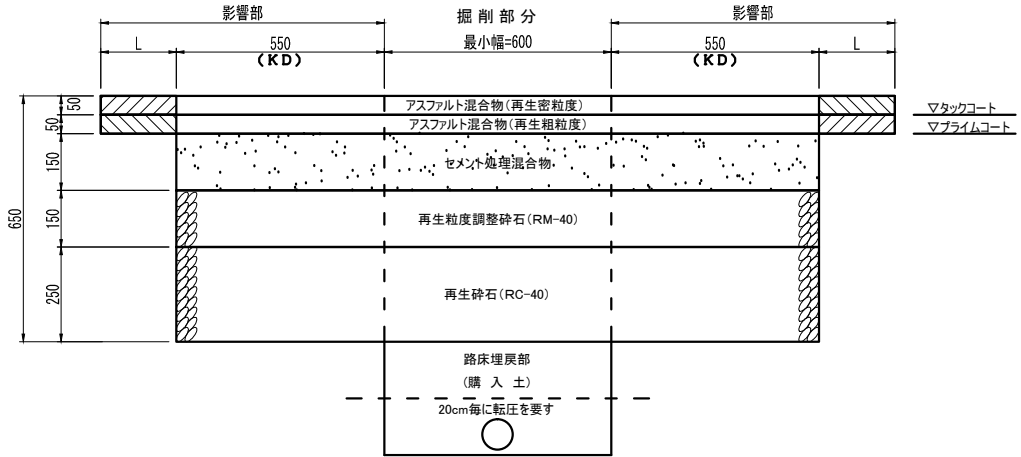 影響部
掘削部分
影響部
L
550
最小幅=600
550
L
(KD)
(KD)
50
アスファルト混合物(再生密粒度)
▽タックコート
50
アスファルト混合物(再生粗粒度)
▽プライムコート
150
セメント処理混合物
650
150
再生粒度調整砕石(RM-40)
250
再生砕石(RC-40)
路床埋戻部
(購 入 土)
20cm毎に転圧を要す